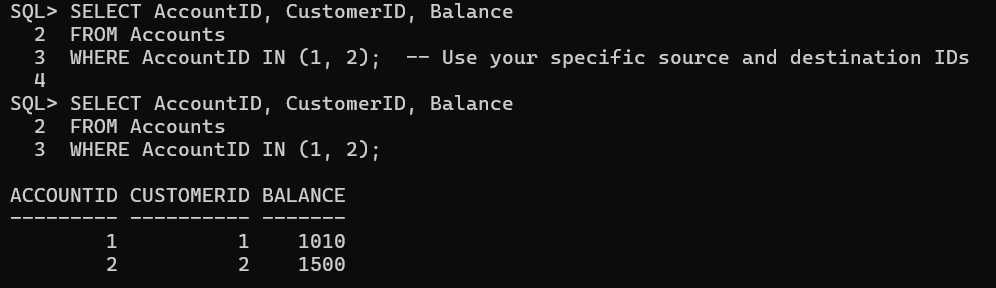 SQL> SELECT AccountID, CustomerID, Balance
  2  FROM Accounts
  3  WHERE AccountID IN (1, 2);  -- Use your specific source and destination IDs
  4
SQL> SELECT AccountID, CustomerID, Balance
  2  FROM Accounts
  3  WHERE AccountID IN (1, 2);

ACCOUNTID CUSTOMERID BALANCE
--------- ---------- -------
        1          1    1010
        2          2    1500